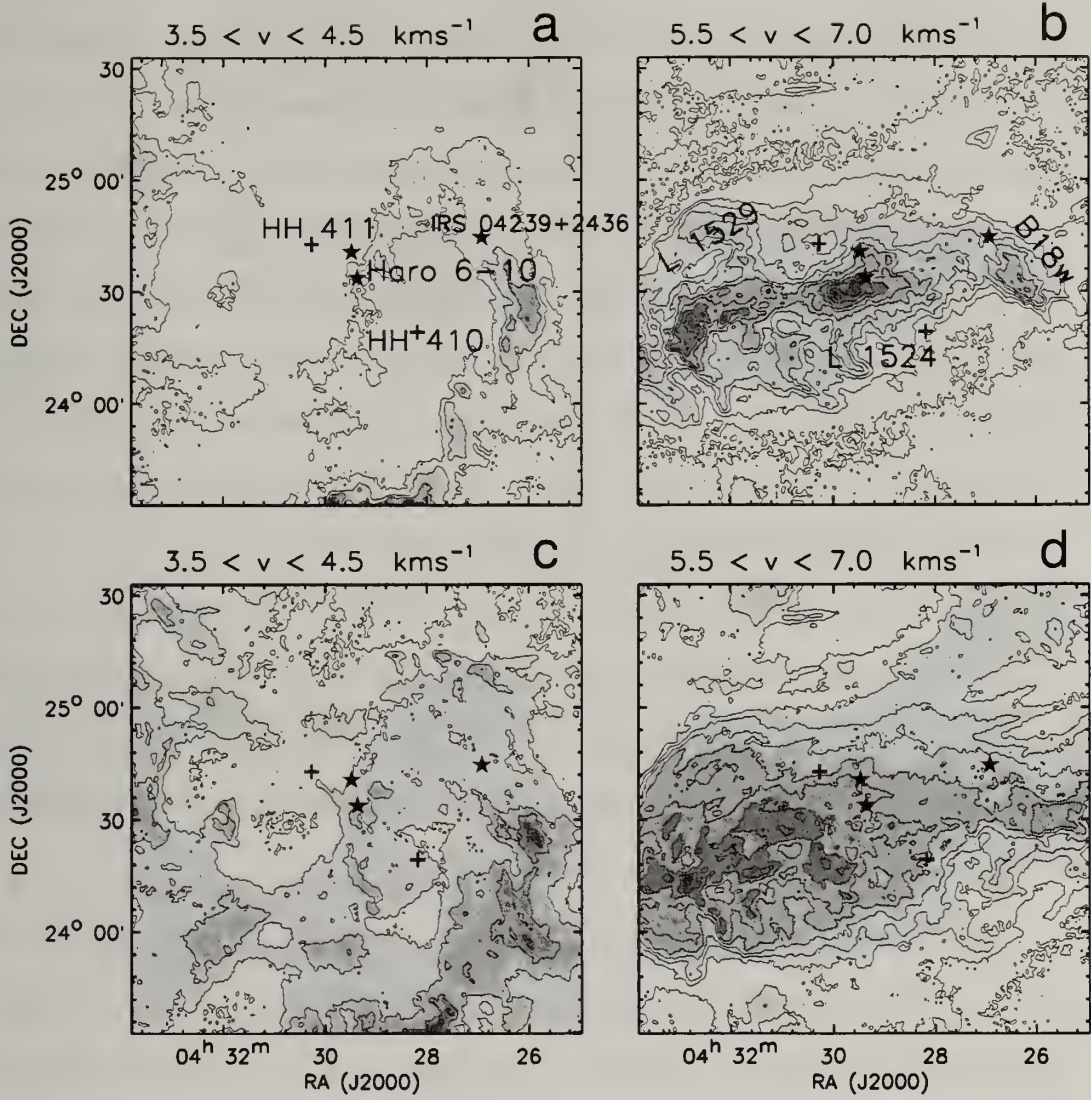 3.5 < v < 4.5 kms⁻¹ a
5.5 < v < 7.0 kms⁻¹ b
30
25° 00'
30
24° 00'
DEC (J2000)
HH 411
IRS 04239+2436
Haro 6-10
HH 410
L 1529
B18w
L 1524
3.5 < v < 4.5 kms⁻¹ c
5.5 < v < 7.0 kms⁻¹ d
30
25° 00'
30
24° 00'
DEC (J2000)
04ʰ 32ᵐ 30 28 26
RA (J2000)
04ʰ 32ᵐ 30 28 26
RA (J2000)